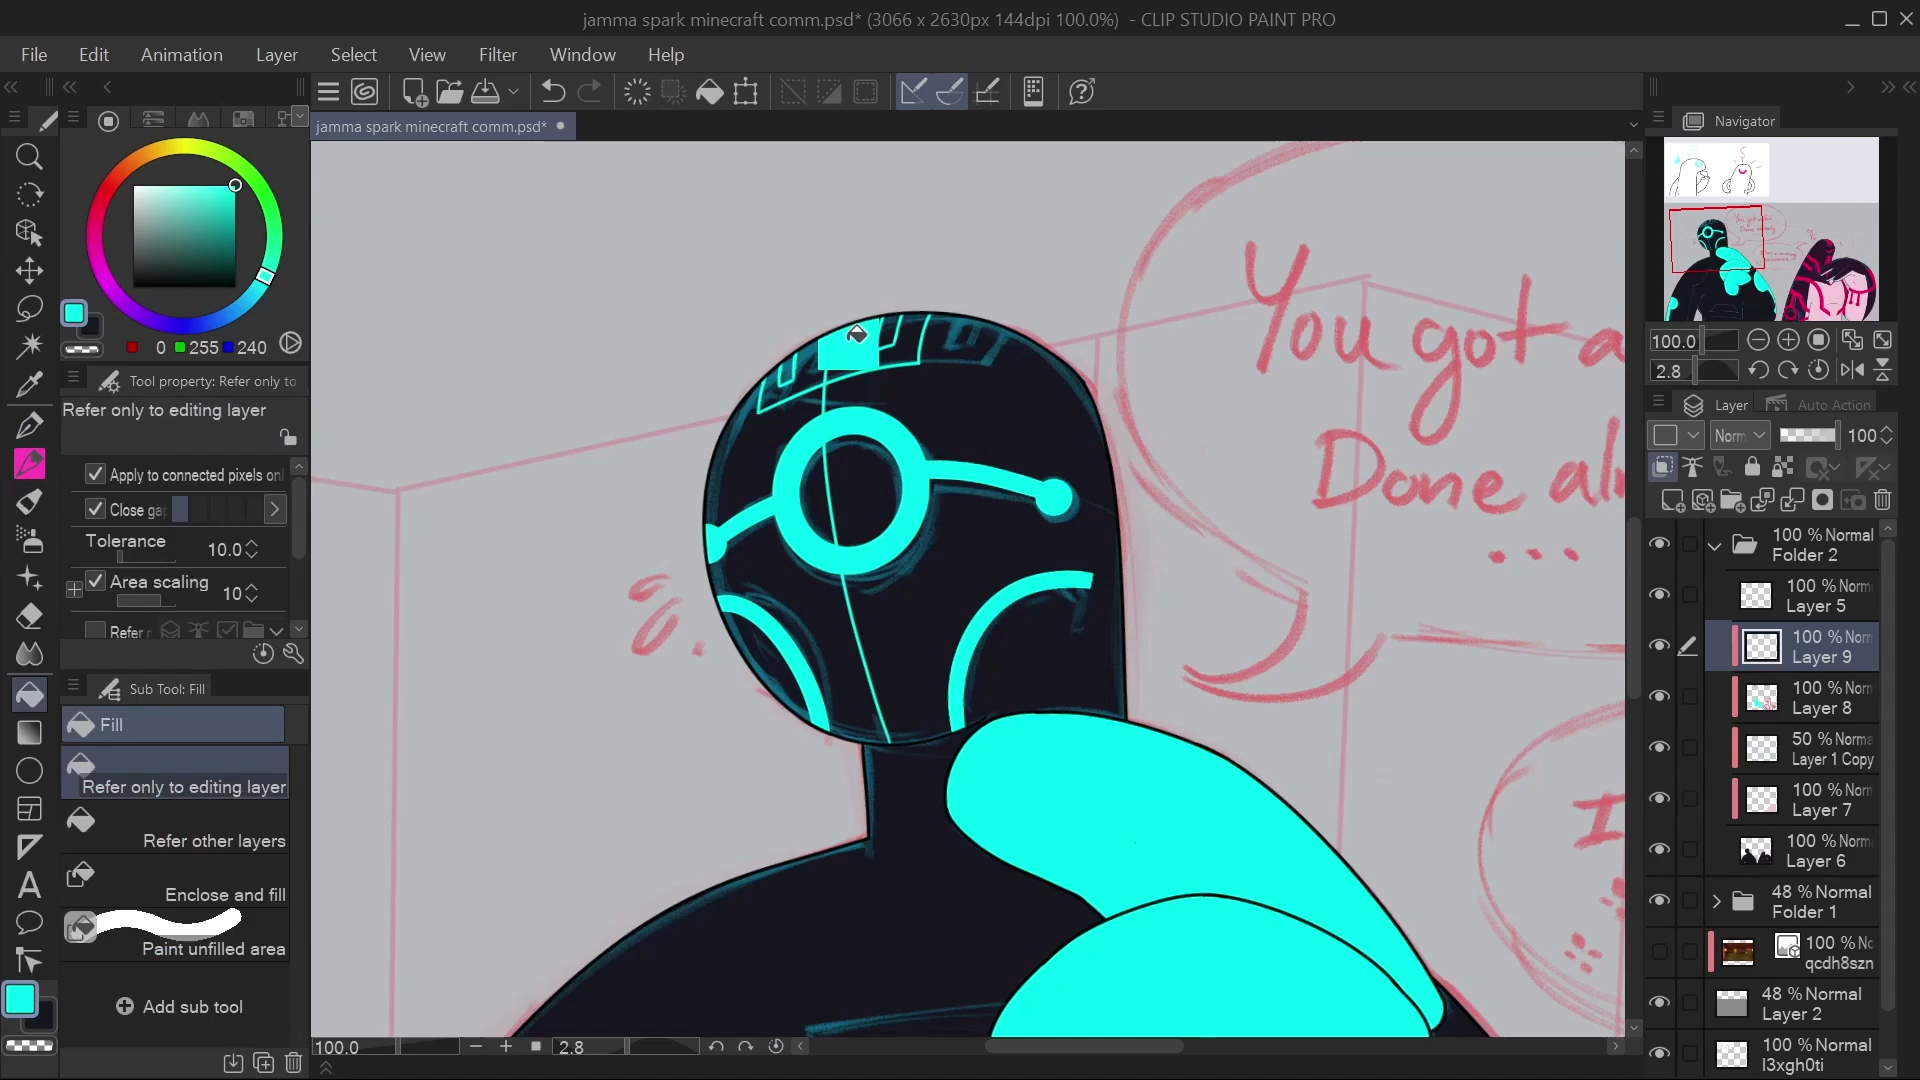 jamma spark minecraft comm.psd* (3066 x 2630px 144dpi 100.0%)  - CLIP STUDIO PAINT PRO
File Edit Animation Layer Select View Filter Window Help
jamma spark minecraft comm.psd*
Navigator
0 255 240
Tool property: Refer only to
Refer only to editing layer
Apply to connected pixels onl
Close gap
Tolerance 10.0
Area scaling 10
Refer
Sub Tool: Fill
Fill
Refer only to editing layer
Refer other layers
Enclose and fill
Paint unfilled area
Add sub tool
You got a
Done al
...
100.0 2.8
100.0
2.8
Layer Auto Action
Norm 100
100 % Normal
Folder 2
100 % Norm
Layer 5
100 % Norm
Layer 9
100 % Norm
Layer 8
50 % Norma
Layer 1 Copy
100 % Norm
Layer 7
100 % Norm
Layer 6
48 % Normal
Folder 1
100 % No
qcdh8szn
48 % Normal
Layer 2
100 % Normal
l3xgh0ti